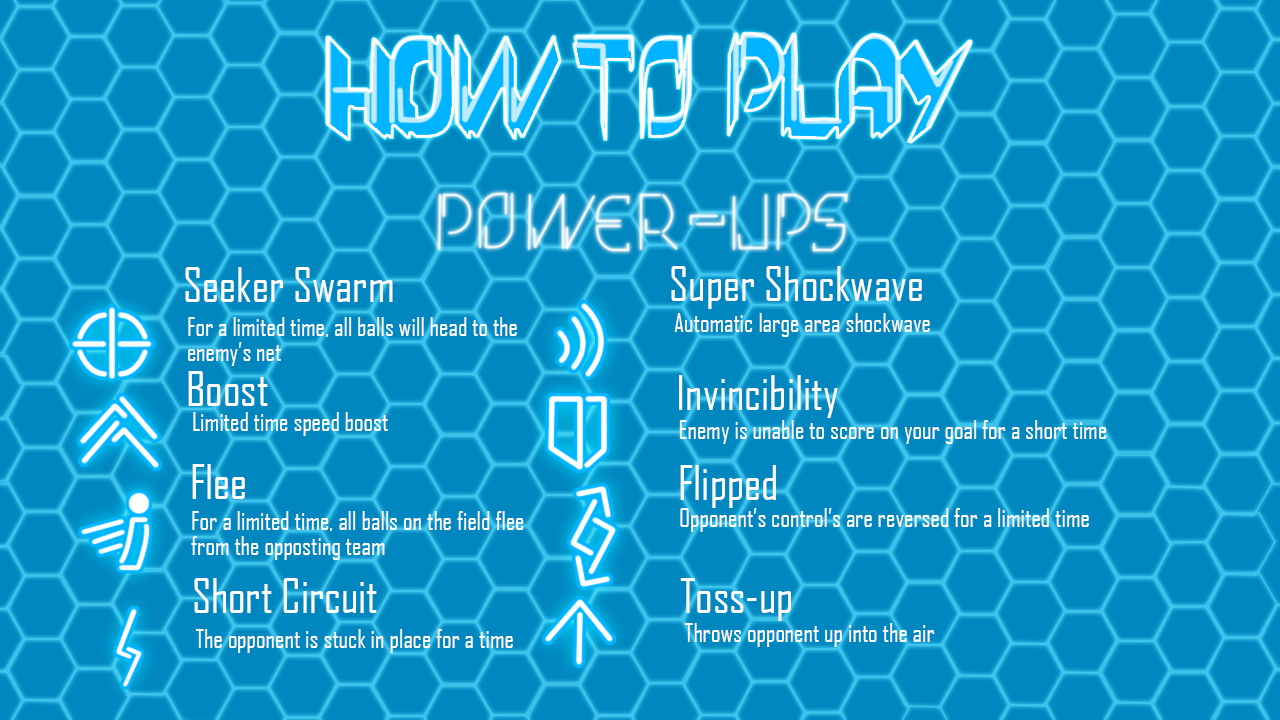 HOW TO PLAY
POWER-UPS
Seeker Swarm
For a limited time, all balls will head to the
enemy's net
Boost
Limited time speed boost
Flee
For a limited time, all balls on the field flee
from the opposting team
Short Circuit
The opponent is stuck in place for a time
Super Shockwave
Automatic large area shockwave
Invincibility
Enemy is unable to score on your goal for a short time
Flipped
Opponent's control's are reversed for a limited time
Toss-up
Throws opponent up into the air